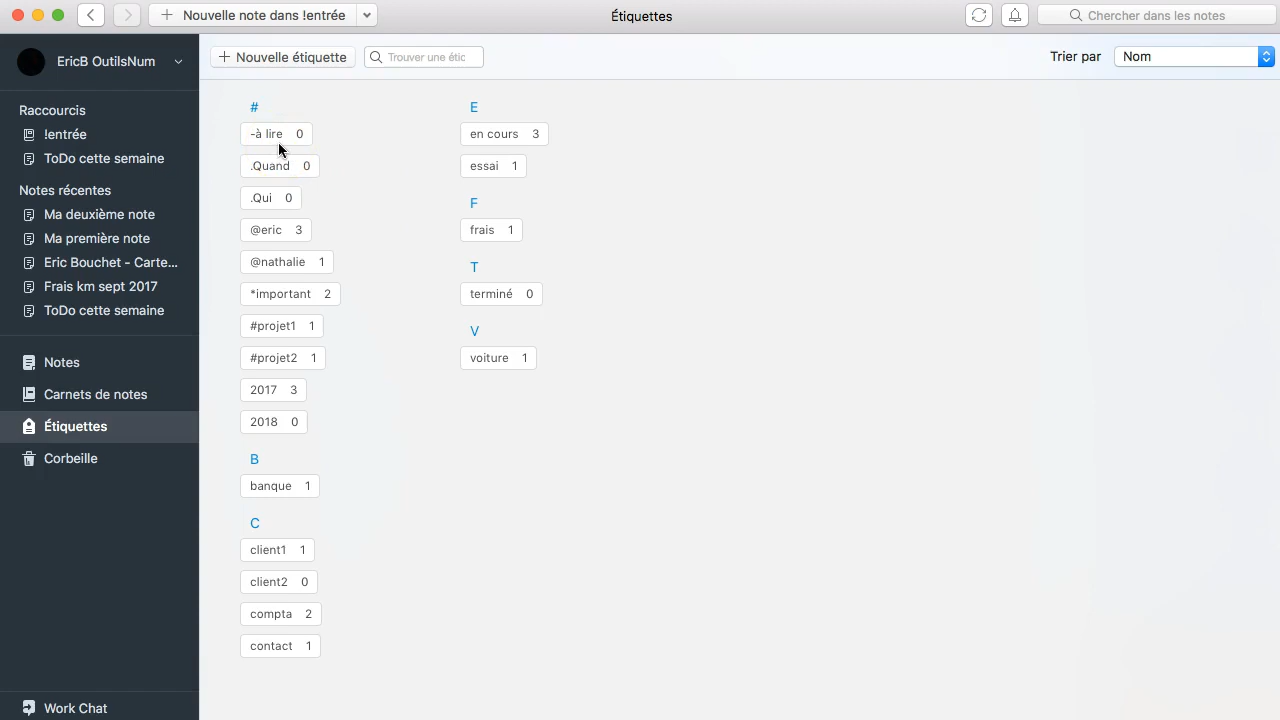 Nouvelle note dans !entrée
Étiquettes
Chercher dans les notes
EricB OutilsNum
Nouvelle étiquette
Trouver une étic
Trier par
Nom
Raccourcis
!entrée
ToDo cette semaine
Notes récentes
Ma deuxième note
Ma première note
Eric Bouchet - Carte...
Frais km sept 2017
ToDo cette semaine
Notes
Carnets de notes
Étiquettes
Corbeille
Work Chat
#
-à lire 0
.Quand 0
.Qui 0
@eric 3
@nathalie 1
*important 2
#projet1 1
#projet2 1
2017 3
2018 0
B
banque 1
C
client1 1
client2 0
compta 2
contact 1
E
en cours 3
essai 1
F
frais 1
T
terminé 0
V
voiture 1